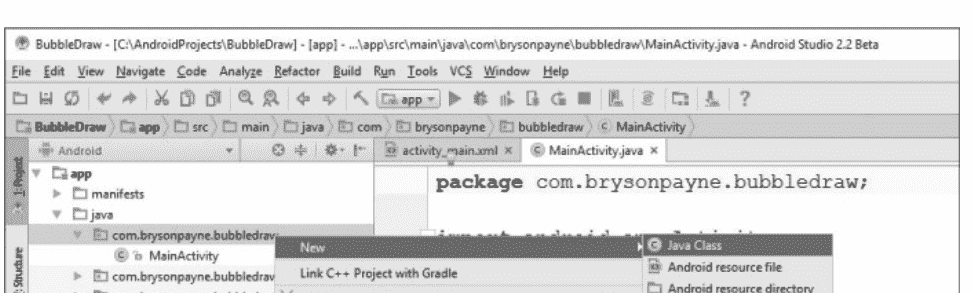 BubbleDraw - [C:\AndroidProjects\BubbleDraw] - [app] - ...\app\src\main\java\com\brysonpayne\bubbledraw\MainActivity.java - Android Studio 2.2 Beta
File Edit View Navigate Code Analyze Refactor Build Run Tools VCS Window Help
app
BubbleDraw app src main java com brysonpayne bubbledraw MainActivity
Android activity_main.xml MainActivity.java
1: Project
app
package com.brysonpayne.bubbledraw;
manifests
java
com.brysonpayne.bubbledraw
New Java Class
MainActivity
Android resource file
Link C++ Project with Gradle
com.brysonpayne.bubbledraw
Android resource directory
Structure